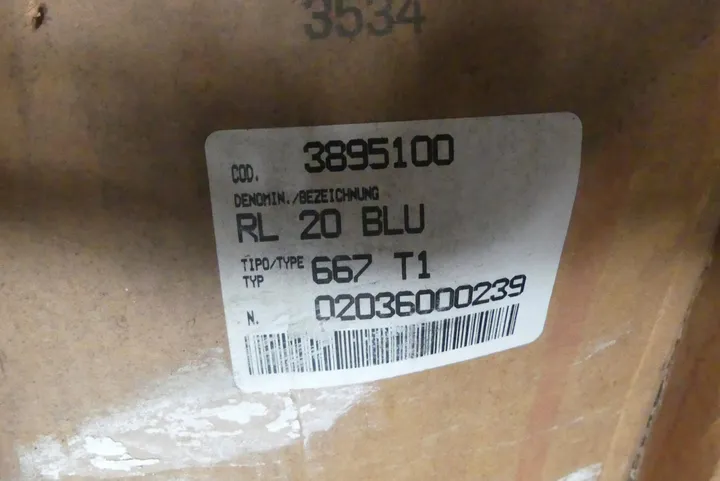 3534
COD. 3895100
DENOMIN./BEZEICHNUNG
RL 20 BLU
TIPO/TYPE 667 T1
TYP
N. 02036000239